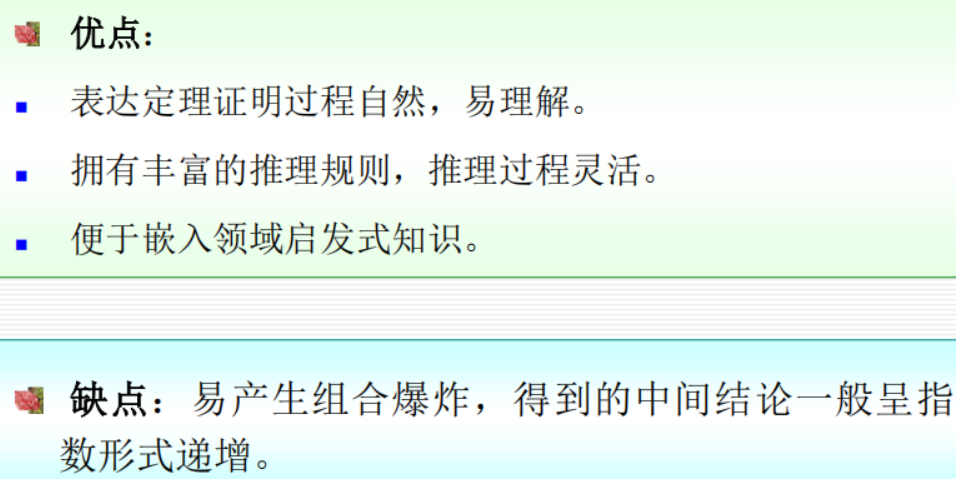 优点：
表达定理证明过程自然，易理解。
拥有丰富的推理规则，推理过程灵活。
便于嵌入领域启发式知识。
缺点：易产生组合爆炸，得到的中间结论一般呈指
数形式递增。